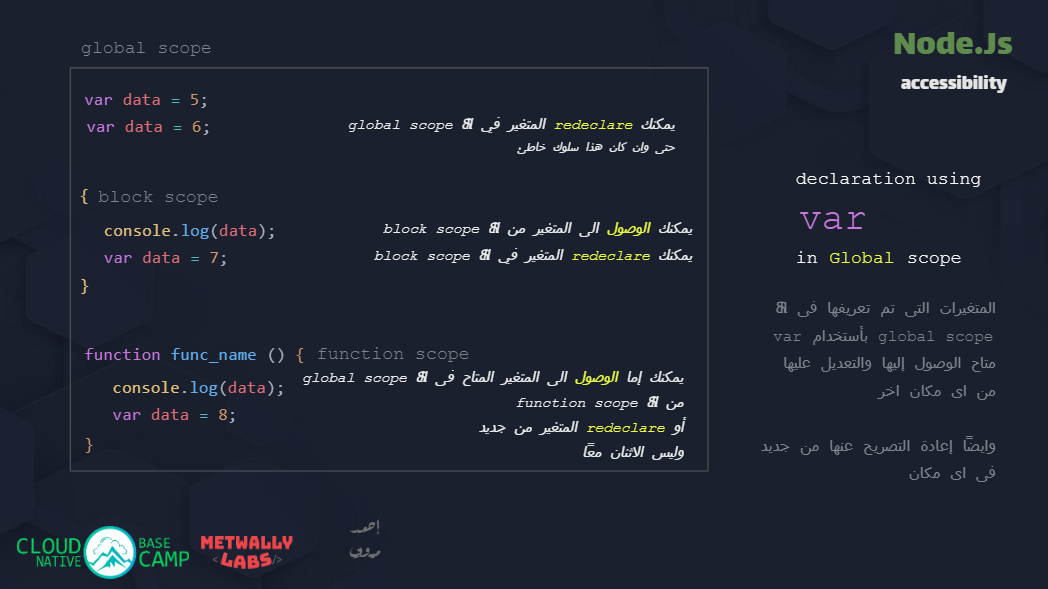 Node.Js
accessibility
global scope
var data = 5;
var data = 6;
يمكنك redeclare المتغير في ال global scope
حتى وان كان هذا سلوك خاطئ
{ block scope
console.log(data);
يمكنك الوصول الى المتغير من ال block scope
var data = 7;
يمكنك redeclare المتغير في ال block scope
}
function func_name () { function scope
console.log(data);
يمكنك إما الوصول الى المتغير المتاح فى ال global scope
var data = 8;
من ال function scope
أو redeclare المتغير من جديد
}
وليس الاثنان معًا
declaration using
var
in Global scope
المتغيرات التى تم تعريفها فى ال
global scope بأستخدام var
متاح الوصول إليها والتعديل عليها
من اى مكان اخر
وايضًا إعادة التصريح عنها من جديد
فى اى مكان
CLOUD NATIVE BASE CAMP
METWALLY
<LABS/>
احمد